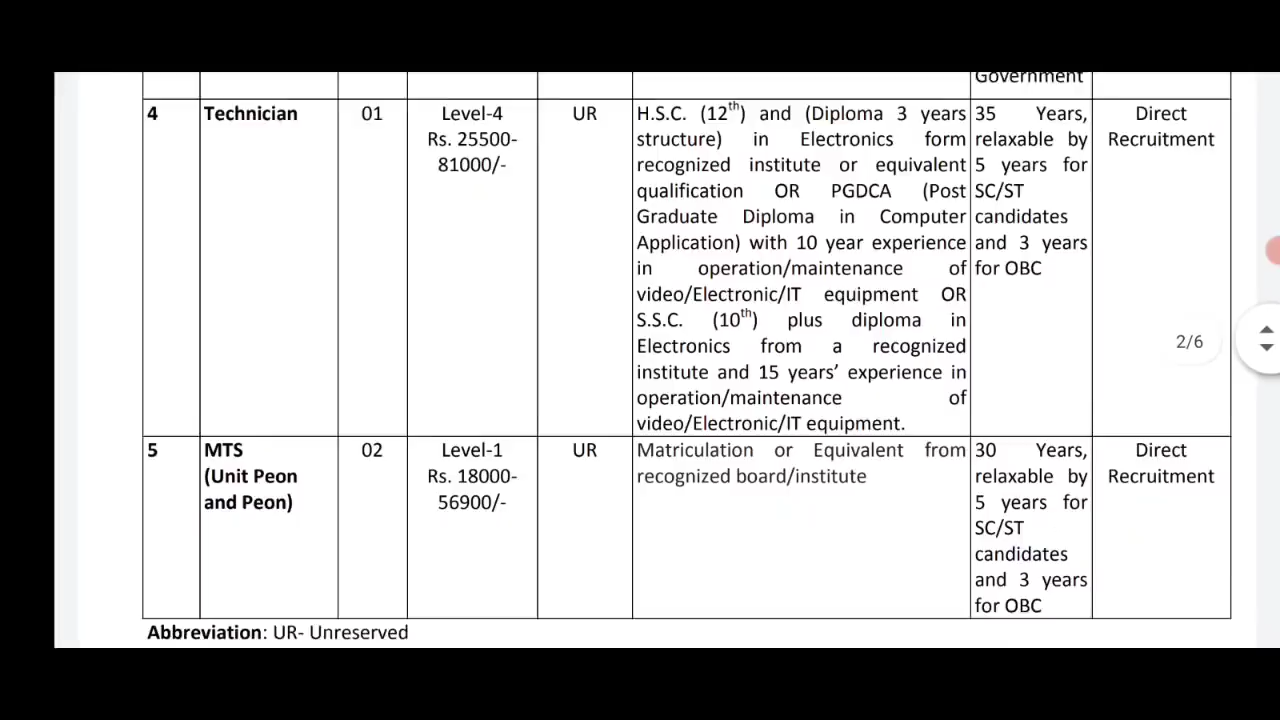 Government
4 Technician 01 Level-4 UR H.S.C. (12th) and (Diploma 3 years 35 Years, Direct
Rs. 25500- structure) in Electronics form relaxable by Recruitment
81000/- recognized institute or equivalent 5 years for
qualification OR PGDCA (Post SC/ST
Graduate Diploma in Computer candidates
Application) with 10 year experience and 3 years
in operation/maintenance of for OBC
video/Electronic/IT equipment OR
S.S.C. (10th) plus diploma in
Electronics from a recognized
institute and 15 years’ experience in
operation/maintenance of
video/Electronic/IT equipment.
2/6
5 MTS 02 Level-1 UR Matriculation or Equivalent from 30 Years, Direct
(Unit Peon Rs. 18000- recognized board/institute relaxable by Recruitment
and Peon) 56900/- 5 years for
SC/ST
candidates
and 3 years
for OBC
Abbreviation: UR- Unreserved